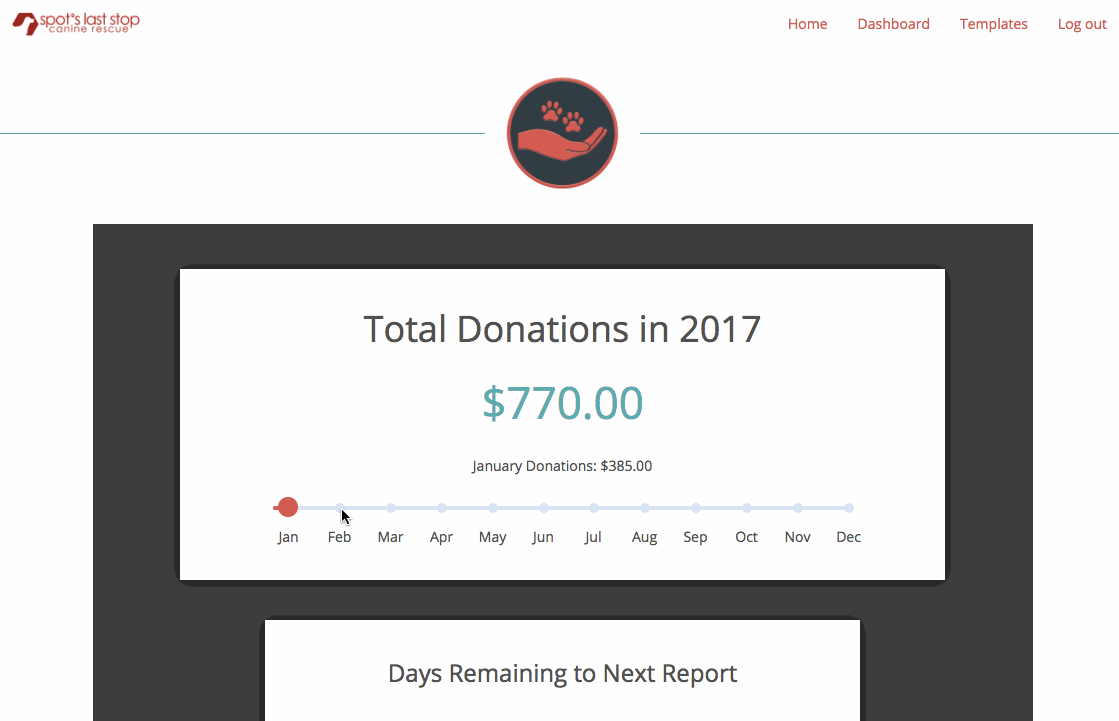 spot's last stop
canine rescue
Home Dashboard Templates Log out
Total Donations in 2017
$770.00
January Donations: $385.00
Jan Feb Mar Apr May Jun Jul Aug Sep Oct Nov Dec
Days Remaining to Next Report